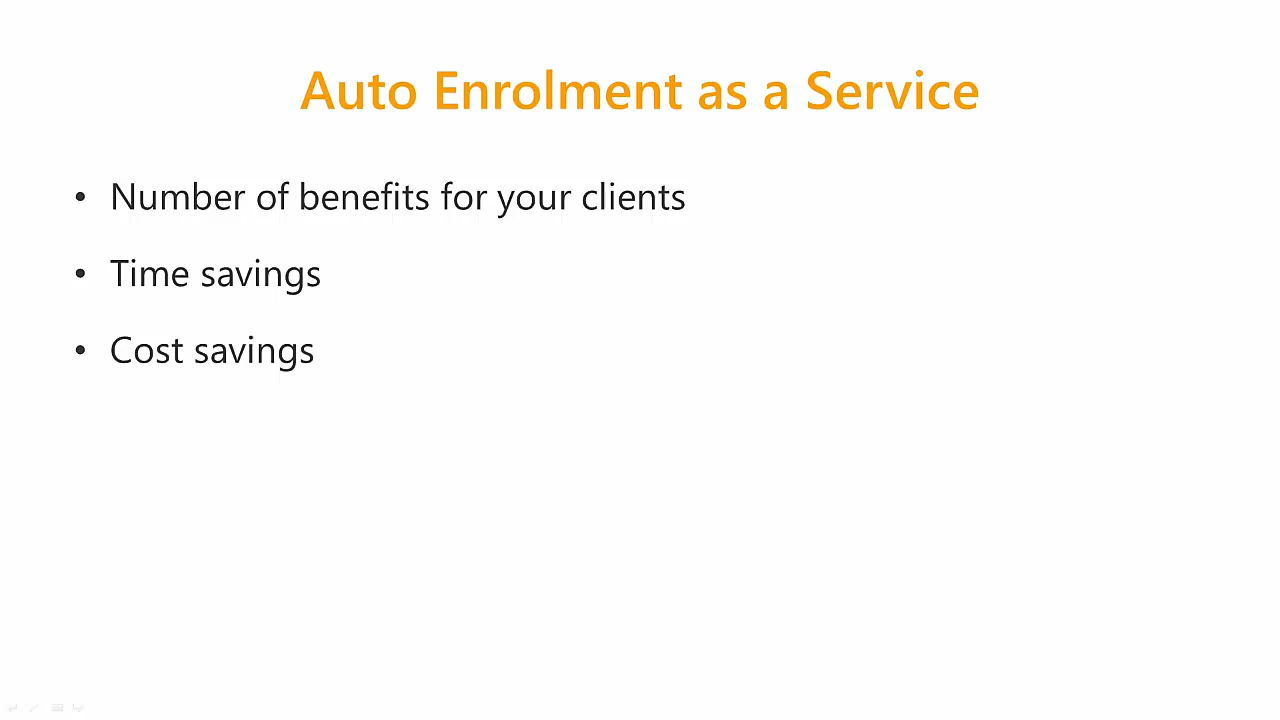 Auto Enrolment as a Service
• Number of benefits for your clients
• Time savings
• Cost savings